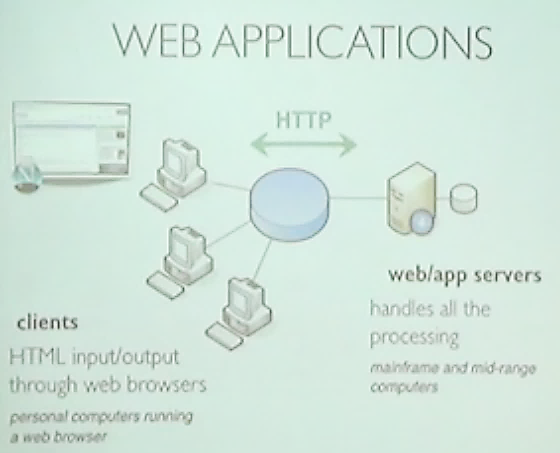 WEB APPLICATIONS
HTTP
web/app servers
handles all the
processing
mainframe and mid-range
computers
clients
HTML input/output
through web browsers
personal computers running
a web browser